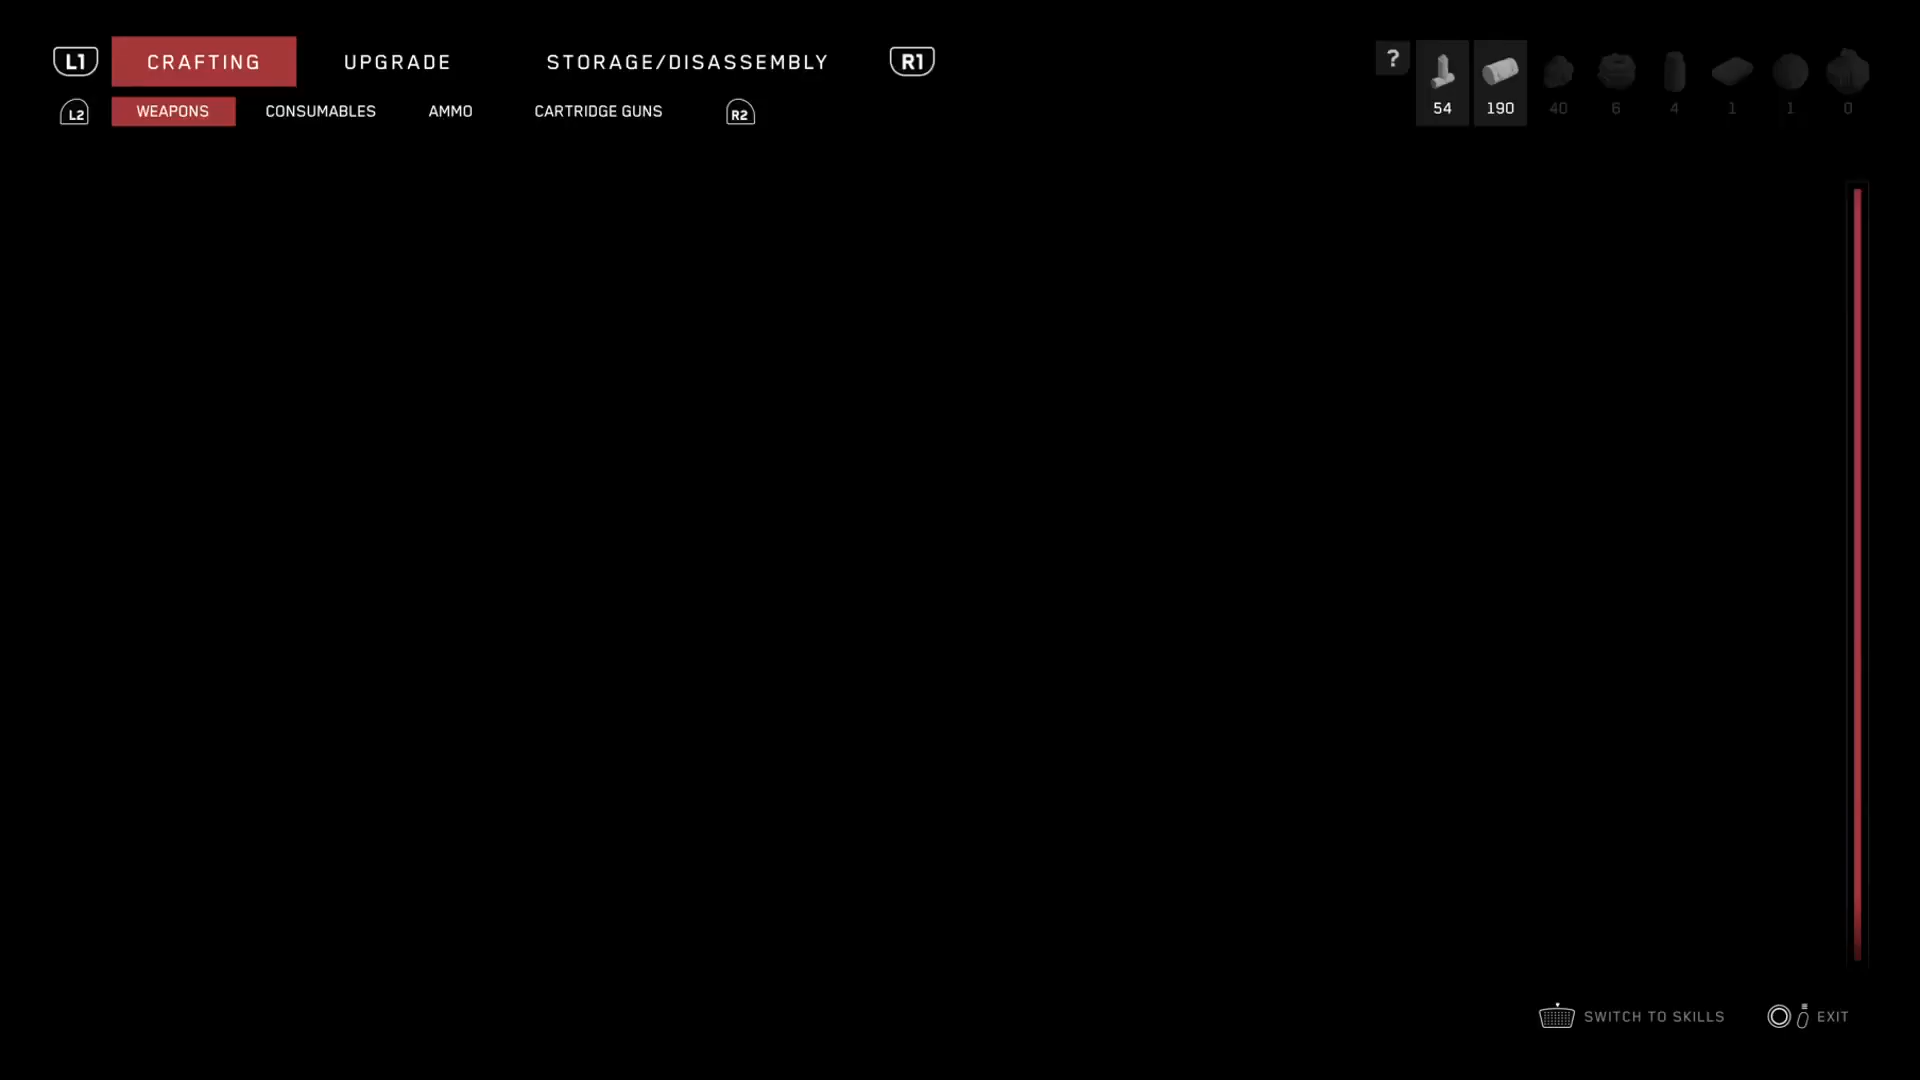 L1 CRAFTING UPGRADE STORAGE/DISASSEMBLY R1 ?
L2 WEAPONS CONSUMABLES AMMO CARTRIDGE GUNS R2 54 190 40 6 4 1 1 0
SWITCH TO SKILLS EXIT